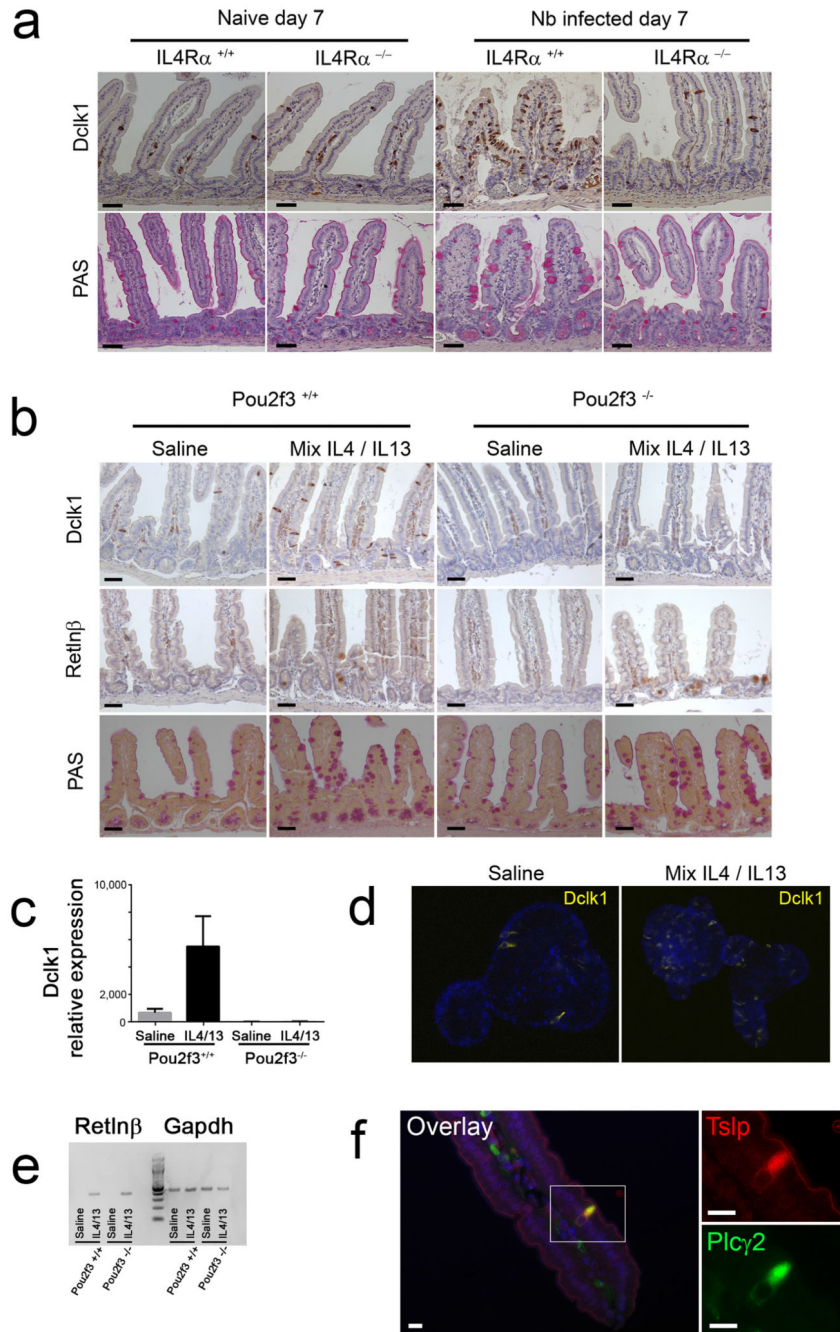 a
Naive day 7
Nb infected day 7
IL4Rα +/+
IL4Rα -/-
IL4Rα +/+
IL4Rα -/-
Dclk1
PAS
b
Pou2f3 +/+
Pou2f3 -/-
Saline
Mix IL4 / IL13
Saline
Mix IL4 / IL13
Dclk1
Retlnβ
PAS
c
Dclk1
relative expression
10,000
2,000
0
Saline
IL4/13
Saline
IL4/13
Pou2f3+/+
Pou2f3-/-
d
Saline
Mix IL4 / IL13
Dclk1
Dclk1
e
Retlnβ
Gapdh
Saline
IL4/13
Saline
IL4/13
Saline
IL4/13
Saline
IL4/13
Pou2f3 +/+
Pou2f3 -/-
Pou2f3 +/+
Pou2f3 -/-
f
Overlay
Tslp
Plcγ2